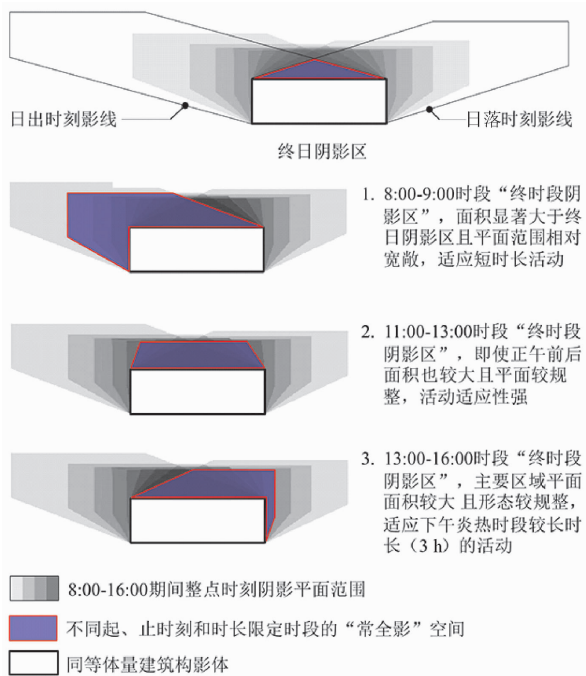 日出时刻影线
日落时刻影线
终日阴影区
1. 8:00-9:00时段“终时段阴
影区”，面积显著大于终
日阴影区且平面范围相对
宽敞，适应短时长活动
2. 11:00-13:00时段“终时段
阴影区”，即使正午前后
面积也较大且平面较规
整，活动适应性强
3. 13:00-16:00时段“终时段
阴影区”，主要区域平面
面积较大 且形态较规整，
适应下午炎热时段较长时
长（3 h）的活动
8:00-16:00期间整点时刻阴影平面范围
不同起、止时刻和时长限定时段的“常全影”空间
同等体量建筑构影体